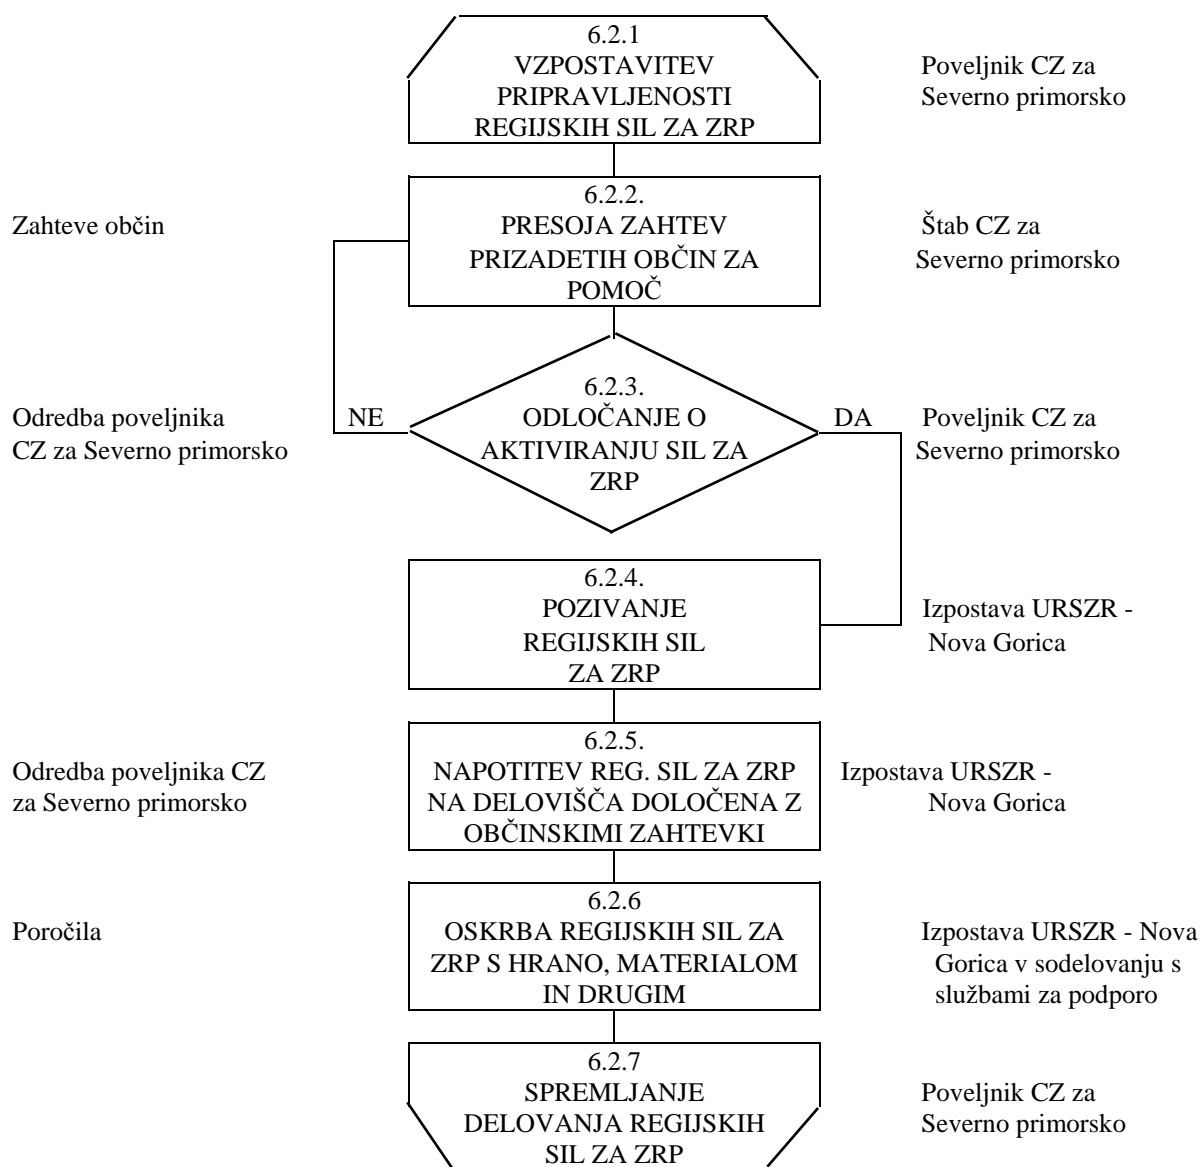 6.2.1
VZPOSTAVITEV
PRIPRAVLJENOSTI
REGIJSKIH SIL ZA ZRP
Poveljnik CZ za
Severno primorsko
Zahteve občin
6.2.2.
PRESOJA ZAHTEV
PRIZADETIH OBČIN ZA
POMOČ
Štab CZ za
Severno primorsko
Odredba poveljnika
CZ za Severno primorsko
NE
6.2.3.
ODLOČANJE O
AKTIVIRANJU SIL ZA
ZRP
DA
Poveljnik CZ za
Severno primorsko
6.2.4.
POZIVANJE
REGIJSKIH SIL
ZA ZRP
Izpostava URSZR -
Nova Gorica
Odredba poveljnika CZ
za Severno primorsko
6.2.5.
NAPOTITEV REG. SIL ZA ZRP
NA DELOVIŠČA DOLOČENA Z
OBČINSKIMI ZAHTEVKI
Izpostava URSZR -
Nova Gorica
Poročila
6.2.6
OSKRBA REGIJSKIH SIL ZA
ZRP S HRANO, MATERIALOM
IN DRUGIM
Izpostava URSZR - Nova
Gorica v sodelovanju s
službami za podporo
6.2.7
SPREMLJANJE
DELOVANJA REGIJSKIH
SIL ZA ZRP
Poveljnik CZ za
Severno primorsko